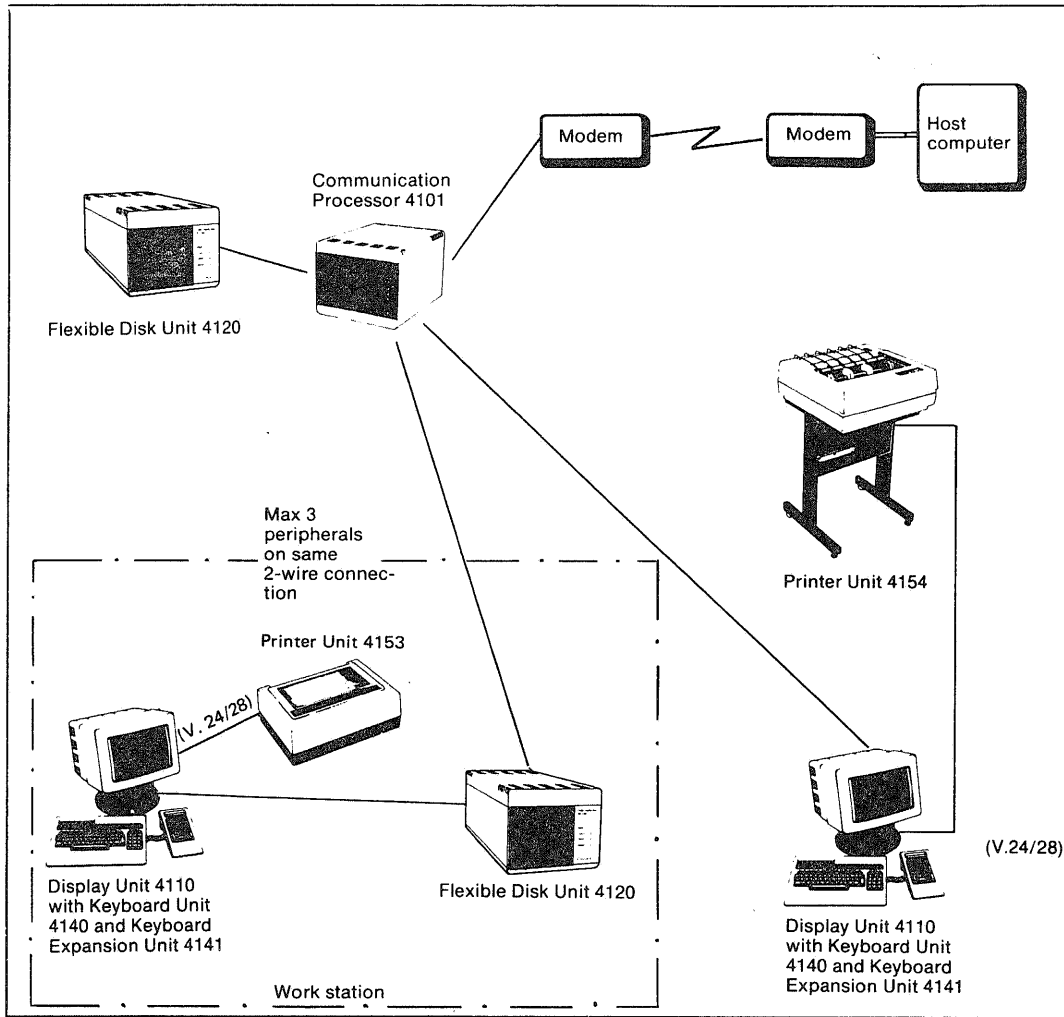 Modem
Modem
Host
computer
Communication
Processor 4101
Flexible Disk Unit 4120
Max 3
peripherals
on same
2-wire connec-
tion
Printer Unit 4154
Printer Unit 4153
(V. 24/28)
(V.24/28)
Flexible Disk Unit 4120
Display Unit 4110
with Keyboard Unit
4140 and Keyboard
Expansion Unit 4141
Display Unit 4110
with Keyboard Unit
4140 and Keyboard
Expansion Unit 4141
Work station